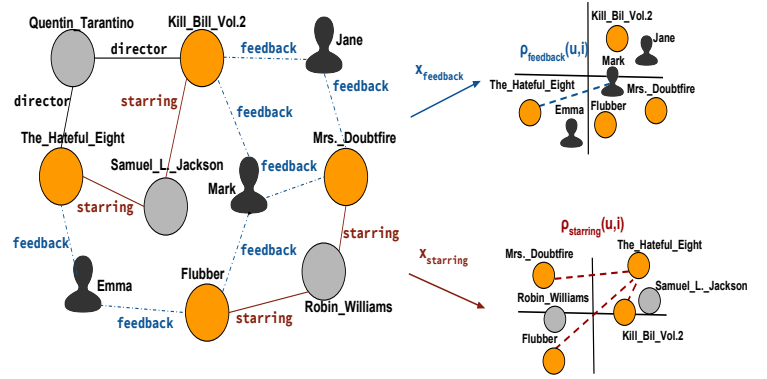 Quentin_Tarantino
Kill_Bill_Vol.2
Jane
director
feedback
director
starring
feedback
feedback
The_Hateful_Eight
Samuel_L._Jackson
Mrs._Doubtfire
Mark
feedback
starring
feedback
feedback
starring
Emma
Flubber
feedback
starring
Robin_Williams
x_feedback
x_starring
ρ_feedback(u,i)
Kill_Bil_Vol.2
Jane
Mark
The_Hateful_Eight
Mrs._Doubtfire
Emma
Flubber
ρ_starring(u,i)
Mrs._Doubtfire
The_Hateful_Eight
Robin_Williams
Samuel_L._Jackson
Flubber
Kill_Bil_Vol.2